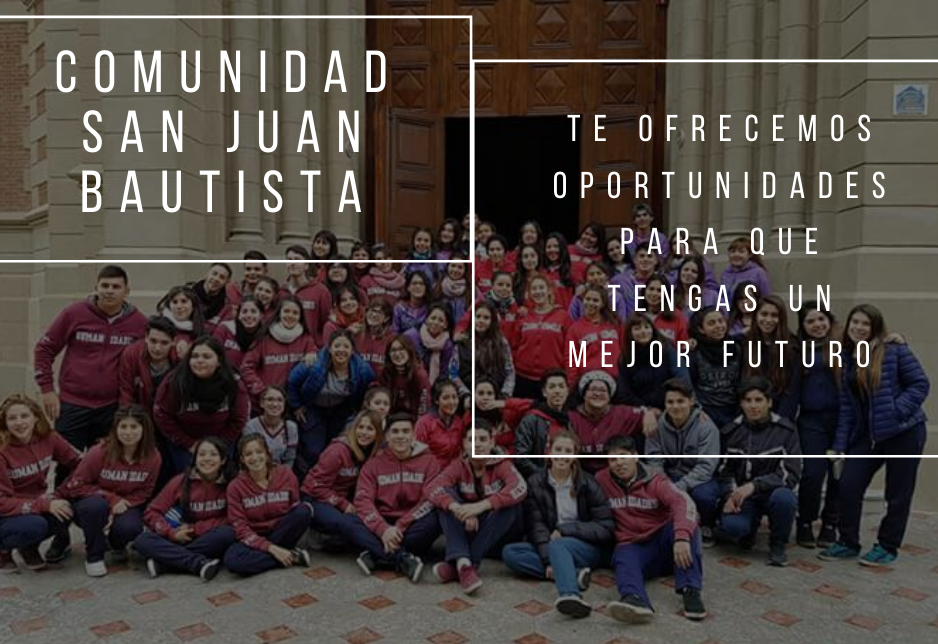 COMUNIDAD
SAN JUAN
BAUTISTA
TE OFRECEMOS
OPORTUNIDADES
PARA QUE
TENGAS UN
MEJOR FUTURO